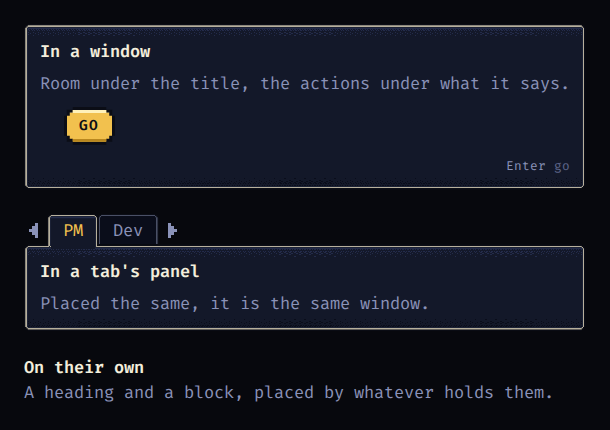 In a window
Room under the title, the actions under what it says.
GO
Enter go
PM Dev
In a tab's panel
Placed the same, it is the same window.
On their own
A heading and a block, placed by whatever holds them.